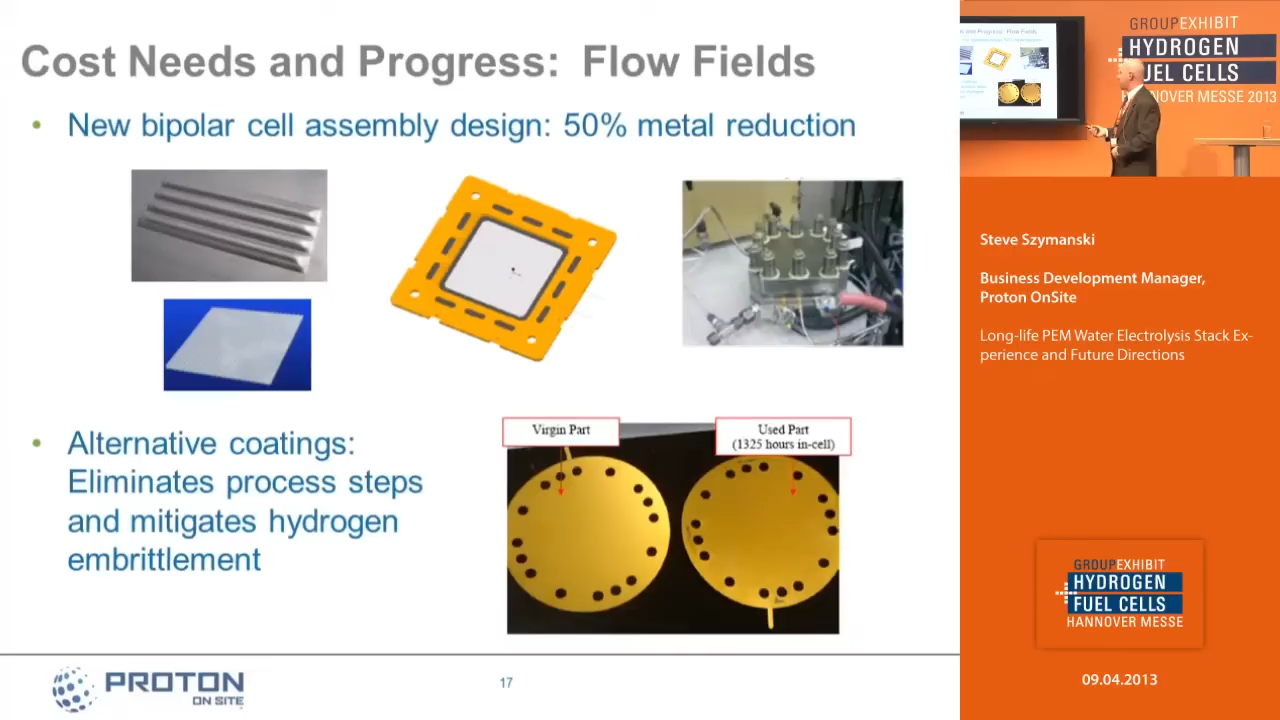 Cost Needs and Progress: Flow Fields
• New bipolar cell assembly design: 50% metal reduction
• Alternative coatings:
Eliminates process steps
and mitigates hydrogen
embrittlement
Virgin Part
Used Part
(1325 hours in-cell)
PROTON
ON SITE
17
GROUPEXHIBIT
HYDROGEN
FUEL CELLS
HANNOVER MESSE 2013
Steve Szymanski
Business Development Manager,
Proton OnSite
Long-life PEM Water Electrolysis Stack Ex-
perience and Future Directions
GROUPEXHIBIT
HYDROGEN
FUEL CELLS
HANNOVER MESSE
09.04.2013